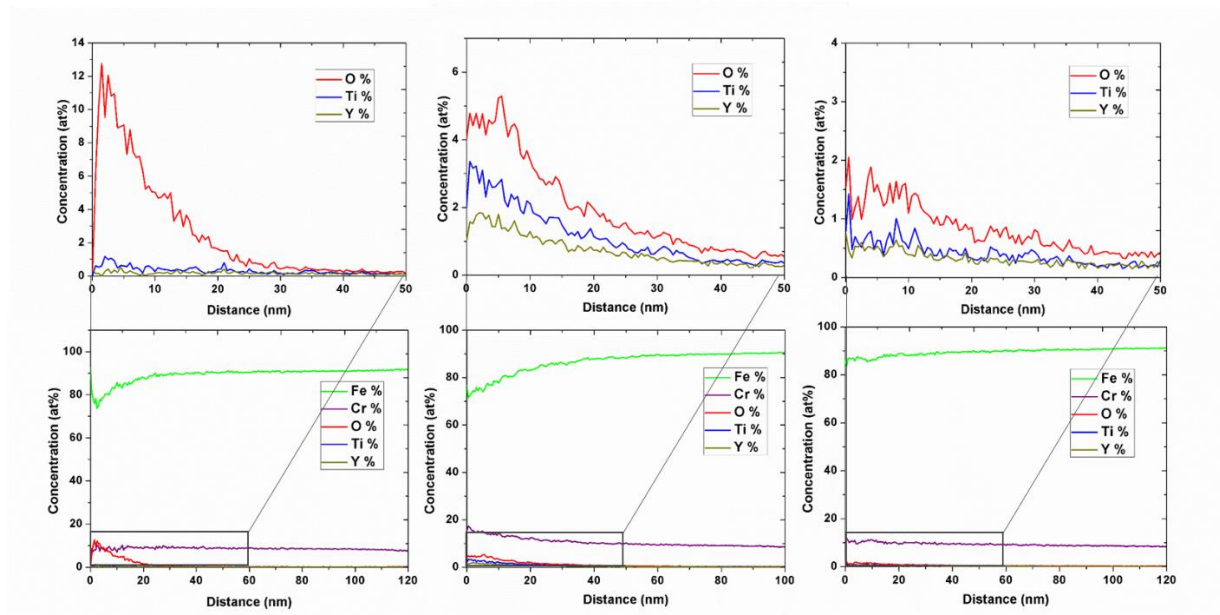 14
12
10
8
6
4
2
0
Concentration (at%)
O %
Ti %
Y %
0 10 20 30 40 50
Distance (nm)
6
4
2
0
Concentration (at%)
O %
Ti %
Y %
0 10 20 30 40 50
Distance (nm)
4
3
2
1
0
Concentration (at%)
O %
Ti %
Y %
0 10 20 30 40 50
Distance (nm)
100
80
60
40
20
0
Concentration (at%)
Fe %
Cr %
O %
Ti %
Y %
0 20 40 60 80 100 120
Distance (nm)
100
80
60
40
20
0
Concentration (at%)
Fe %
Cr %
O %
Ti %
Y %
0 20 40 60 80 100
Distance (nm)
100
80
60
40
20
0
Concentration (at%)
Fe %
Cr %
O %
Ti %
Y %
0 20 40 60 80 100 120
Distance (nm)